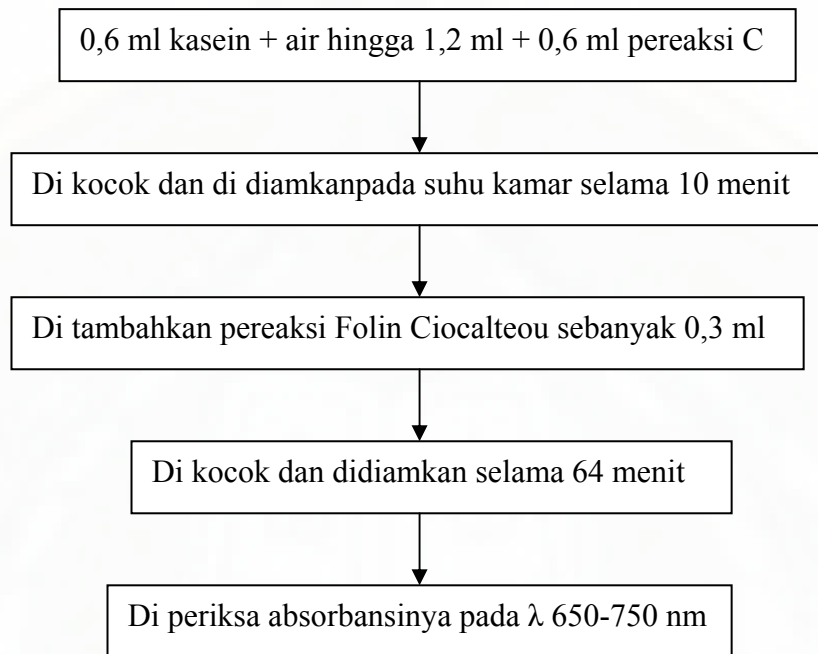 0,6 ml kasein + air hingga 1,2 ml + 0,6 ml pereaksi C
Di kocok dan di diamkanpada suhu kamar selama 10 menit
Di tambahkan pereaksi Folin Ciocalteou sebanyak 0,3 ml
Di kocok dan didiamkan selama 64 menit
Di periksa absorbansinya pada λ 650-750 nm